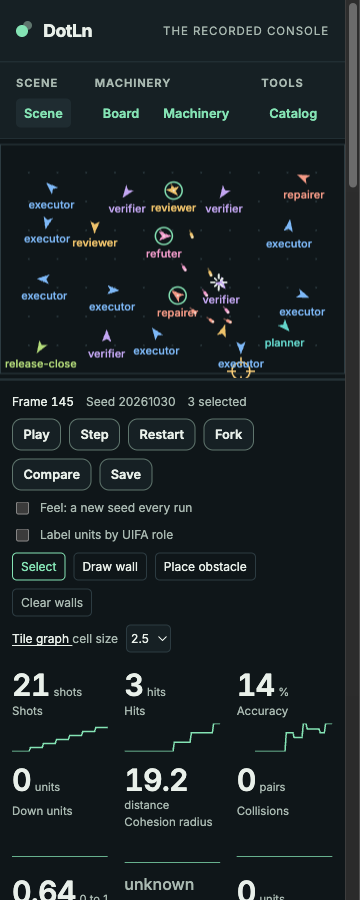 DotLn
THE RECORDED CONSOLE
SCENE MACHINERY TOOLS
Scene Board Machinery Catalog
repairer
executor verifier reviewer verifier
executor reviewer executor
refuter
executor executor verifier executor
repairer
planner
release-close verifier executor executor
Frame 145 Seed 20261030 3 selected
Play Step Restart Fork
Compare Save
Feel: a new seed every run
Label units by UIFA role
Select Draw wall Place obstacle
Clear walls
Tile graph cell size 2.5
21 shots 3 hits 14 %
Shots Hits Accuracy
0 units 19.2 distance 0 pairs
Down units Cohesion radius Collisions
0.64 0 to 1 unknown 0 units